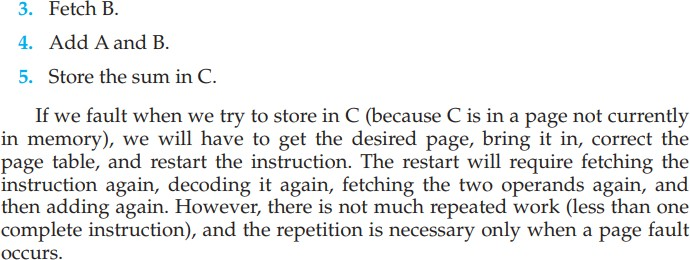 3. Fetch B.
4. Add A and B.
5. Store the sum in C.
If we fault when we try to store in C (because C is in a page not currently
in memory), we will have to get the desired page, bring it in, correct the
page table, and restart the instruction. The restart will require fetching the
instruction again, decoding it again, fetching the two operands again, and
then adding again. However, there is not much repeated work (less than one
complete instruction), and the repetition is necessary only when a page fault
occurs.